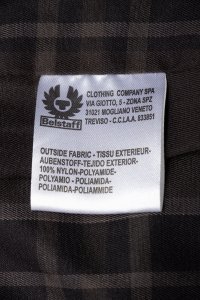 Belstaff
CLOTHING COMPANY SPA
VIA GIOTTO, 5 - ZONA SPZ
31021 MOGLIANO VENETO
TREVISO - C.C.I.A.A. 833851
OUTSIDE FABRIC - TISSU EXTERIEUR-
AUBENSTOFF-TEJIDO EXTERIOR-
100% NYLON-POLYAMIDE-
POLYAMID - POLIAMIDA-
POLIAMIDA-POLIAMMIDE